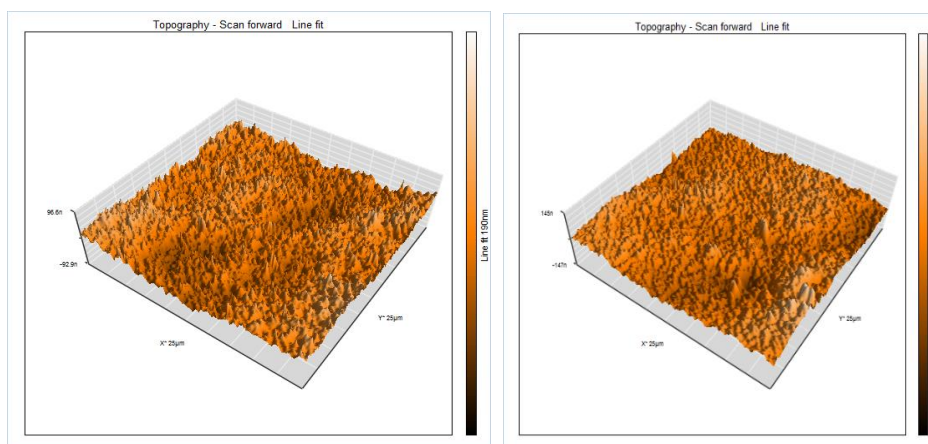 Topography - Scan forward Line fit
96.6n
-92.9n
X* 25µm
Y* 25µm
Line fit 190nm
Topography - Scan forward Line fit
145n
-147n
X* 25µm
Y* 25µm